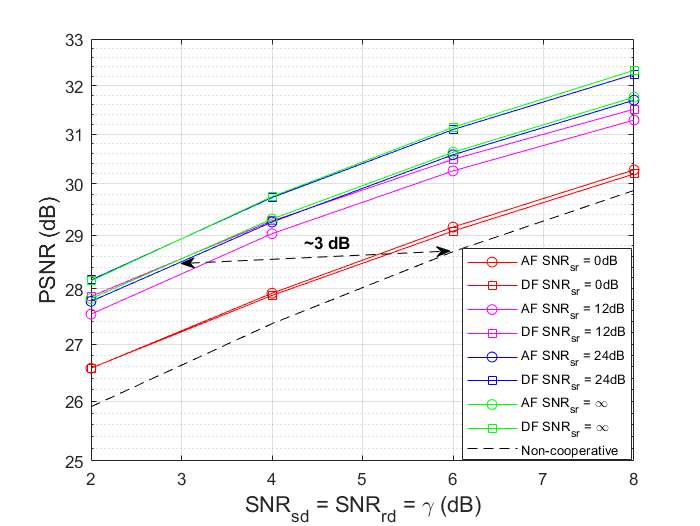 33
32
31
30
29
28
27
26
25
PSNR (dB)
~3 dB
AF SNRsr = 0dB
DF SNRsr = 0dB
AF SNRsr = 12dB
DF SNRsr = 12dB
AF SNRsr = 24dB
DF SNRsr = 24dB
AF SNRsr = ∞
DF SNRsr = ∞
Non-cooperative
2 3 4 5 6 7 8
SNRsd = SNRrd = γ (dB)